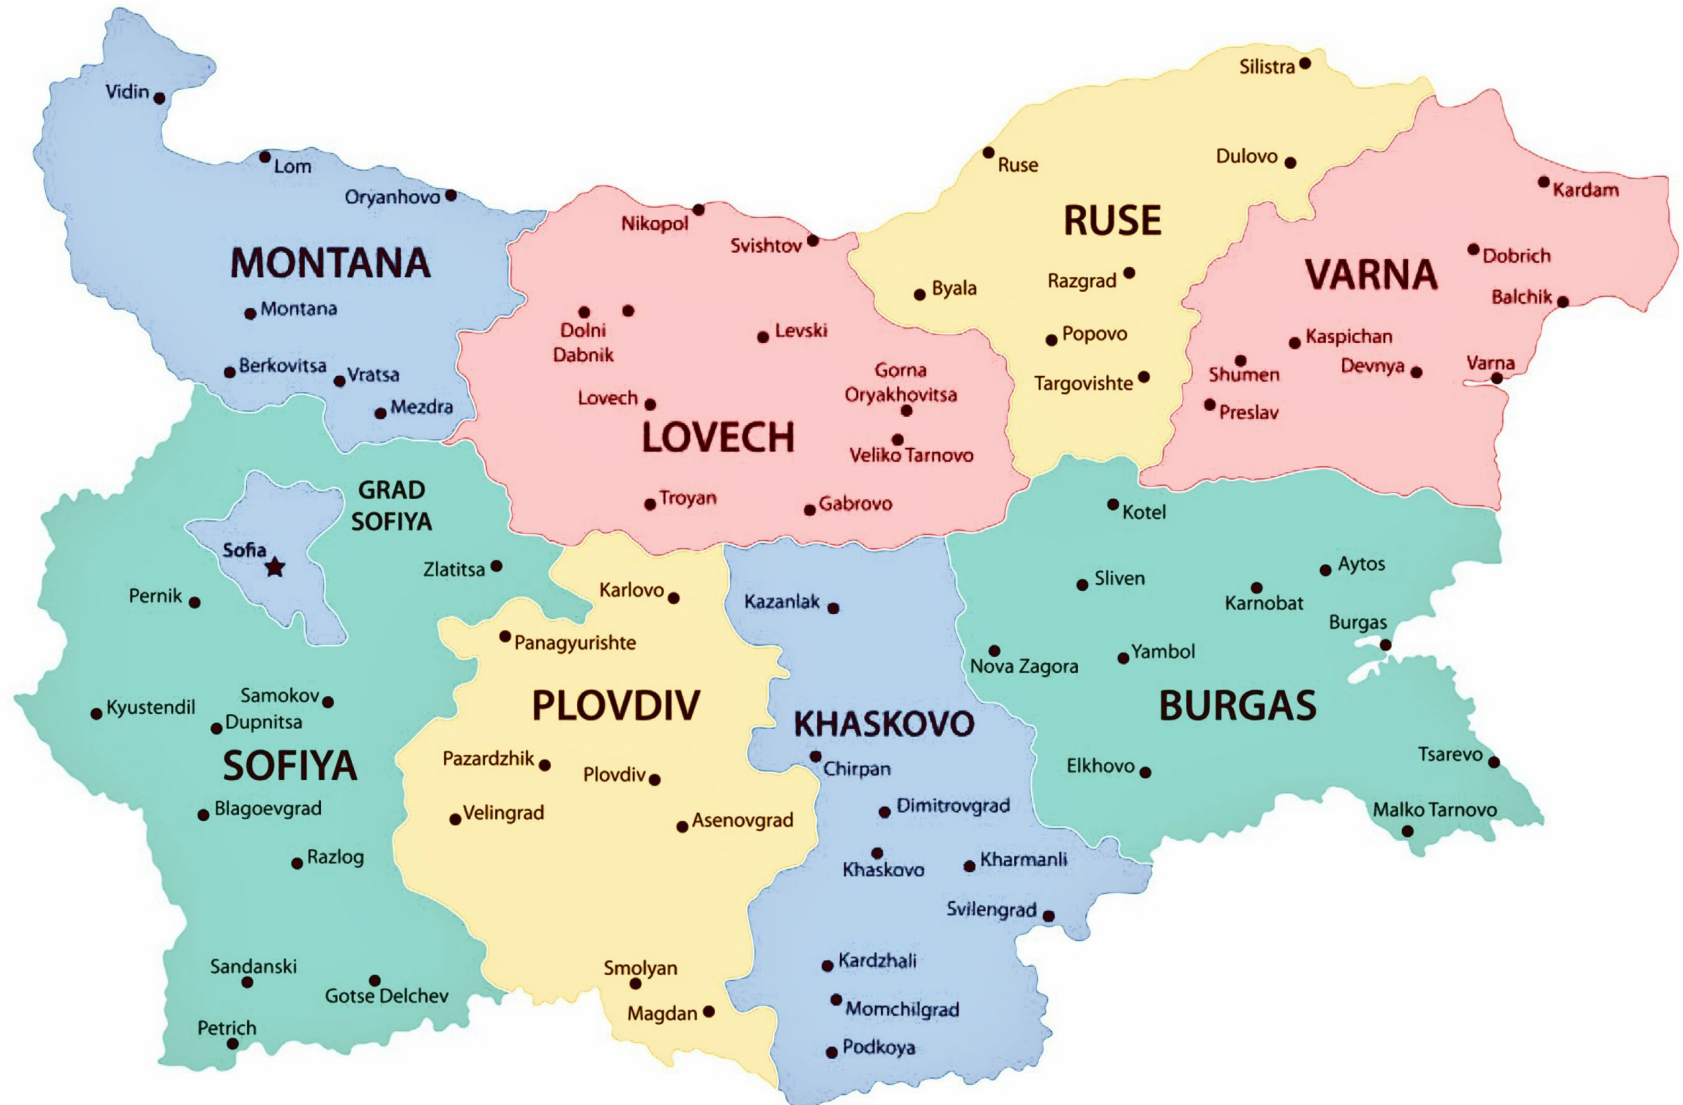 Silistra
Vidin
Ruse
Dulovo
Lom
Oryanhovo
Kardam
Nikopol
RUSE
Svishtov
MONTANA
Dobrich
VARNA
Razgrad
Byala
Balchik
Montana
Dolni
Dabnik
Levski
Popovo
Kaspichan
Berkovitsa
Vratsa
Devnya
Varna
Shumen
Gorna
Oryakhovitsa
Targovishte
Lovech
Mezdra
Preslav
LOVECH
Veliko Tarnovo
GRAD
SOFIYA
Troyan
Gabrovo
Kotel
Sofia
Zlatitsa
Aytos
Sliven
Pernik
Karlovo
Kazanlak
Karnobat
Burgas
Panagyurishte
Yambol
Nova Zagora
Samokov
Kyustendil
Dupnitsa
PLOVDIV
KHASKOVO
BURGAS
SOFIYA
Pazardzhik
Plovdiv
Chirpan
Elkhovo
Tsarevo
Blagoevgrad
Velingrad
Asenovgrad
Dimitrovgrad
Malko Tarnovo
Razlog
Khaskovo
Kharmanli
Svilengrad
Sandanski
Gotse Delchev
Smolyan
Kardzhali
Magdan
Momchilgrad
Petrich
Podkoya